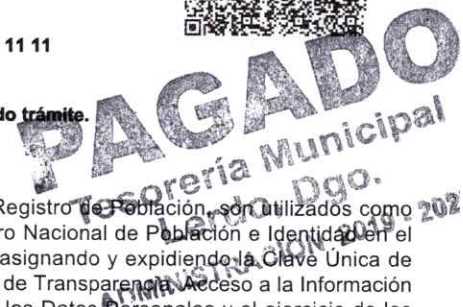 11 11
do trámite.
PAGADO
Tesorería Municipal
Lerdo, Dgo.
ADMINISTRACIÓN 2019 - 202
Registro de Población, son utilizados como
ro Nacional de Población e Identidad en el
asignando y expidiendo la Clave Única de
de Transparencia, Acceso a la Información
los Datos Personales y el ejercicio de los